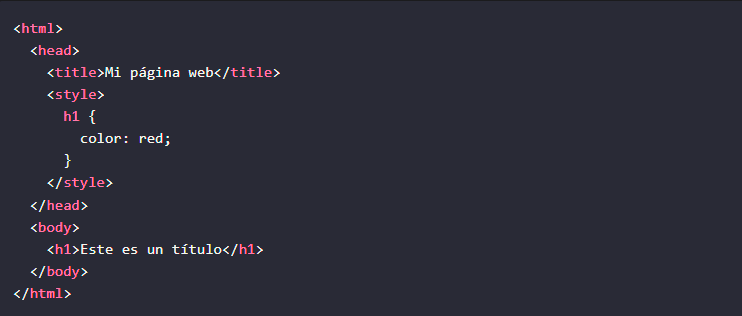 <html>
  <head>
    <title>Mi página web</title>
    <style>
      h1 {
        color: red;
      }
    </style>
  </head>
  <body>
    <h1>Este es un título</h1>
  </body>
</html>